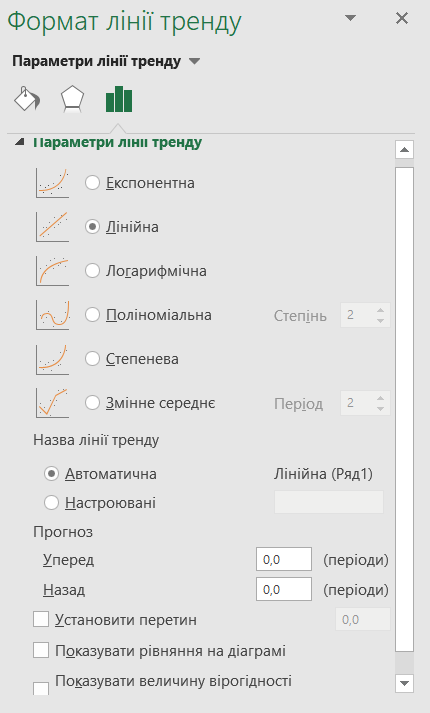 Формат лінії тренду
Параметри лінії тренду
Параметри лінії тренду
Експонентна
Лінійна
Логарифмічна
Поліноміальна Степінь 2
Степенева
Змінне середнє Період 2
Назва лінії тренду
Автоматична Лінійна (Ряд1)
Настроювані
Прогноз
Уперед 0,0 (періоди)
Назад 0,0 (періоди)
Установити перетин 0,0
Показувати рівняння на діаграмі
Показувати величину вірогідності